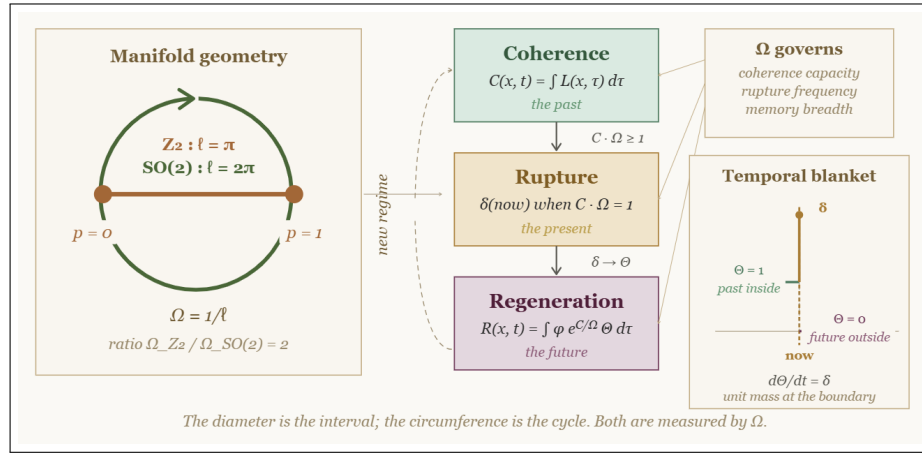 Manifold geometry
Z2 : ℓ = π
SO(2) : ℓ = 2π
p = 0
p = 1
Ω = 1/ℓ
ratio Ω_Z2 / Ω_SO(2) = 2
new regime
Coherence
C(x, t) = ∫ L(x, τ) dτ
the past
C · Ω ≥ 1
Rupture
δ(now) when C · Ω = 1
the present
δ → Θ
Regeneration
R(x, t) = ∫ φ e^{C/Ω} Θ dτ
the future
Ω governs
coherence capacity
rupture frequency
memory breadth
Temporal blanket
δ
Θ = 1
past inside
Θ = 0
future outside
now
dΘ/dt = δ
unit mass at the boundary
The diameter is the interval; the circumference is the cycle. Both are measured by Ω.